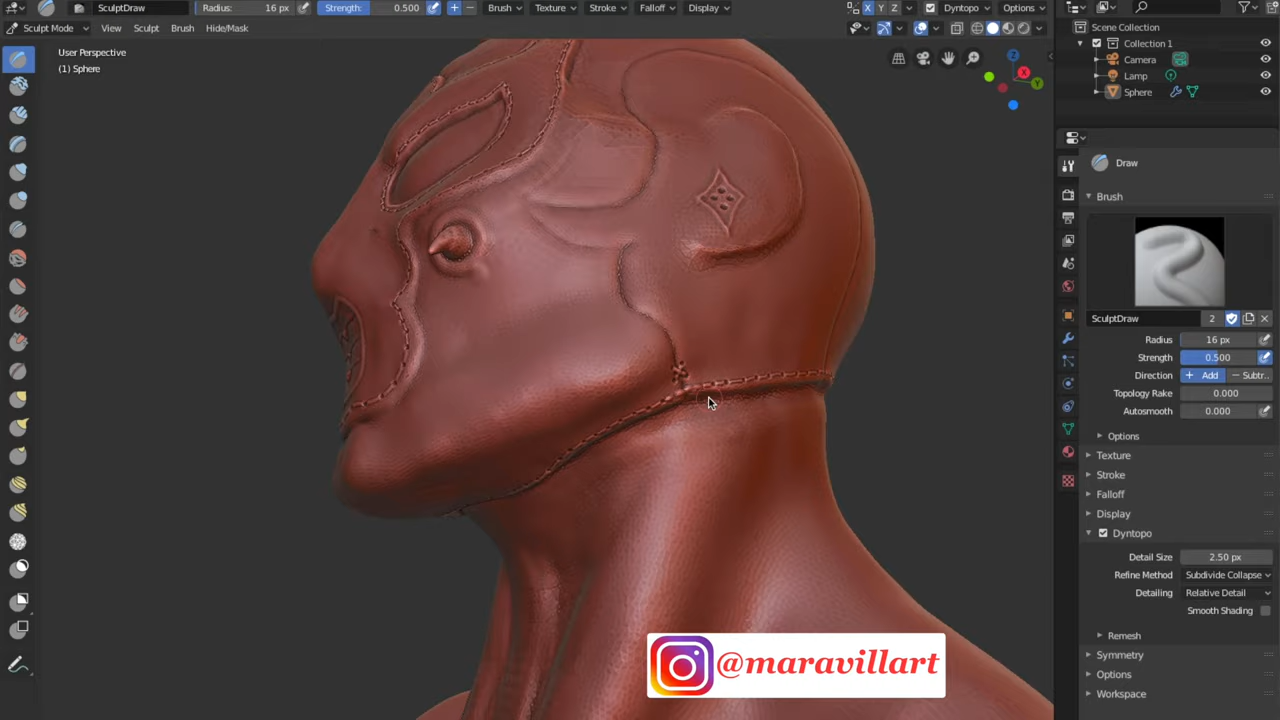 SculptDraw Radius: 16 px Strength: 0.500 Brush Texture Stroke Falloff Display X Y Z Dyntopo Options
Sculpt Mode View Sculpt Brush Hide/Mask
User Perspective
(1) Sphere
Z
X
Y
Scene Collection
Collection 1
Camera
Lamp
Sphere
Draw
Brush
SculptDraw 2
Radius 16 px
Strength 0.500
Direction Add Subtr..
Topology Rake 0.000
Autosmooth 0.000
Options
Texture
Stroke
Falloff
Display
Dyntopo
Detail Size 2.50 px
Refine Method Subdivide Collapse
Detailing Relative Detail
Smooth Shading
Remesh
Symmetry
Options
Workspace
@maravillart